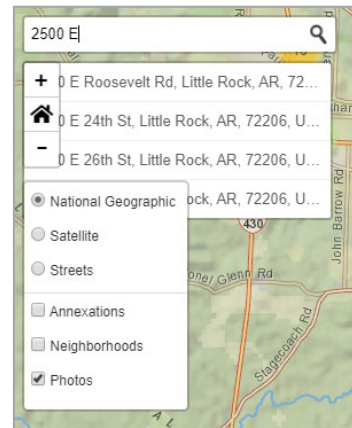 2500 E
+
0 E Roosevelt Rd, Little Rock, AR, 72...
0 E 24th St, Little Rock, AR, 72206, U...
−
0 E 26th St, Little Rock, AR, 72206, U...
ock, AR, 72206, U...
National Geographic
Satellite
Streets
Annexations
Neighborhoods
Photos
430
John Barrow Rd
onel Glenn Rd
Stagecoach Rd
A L